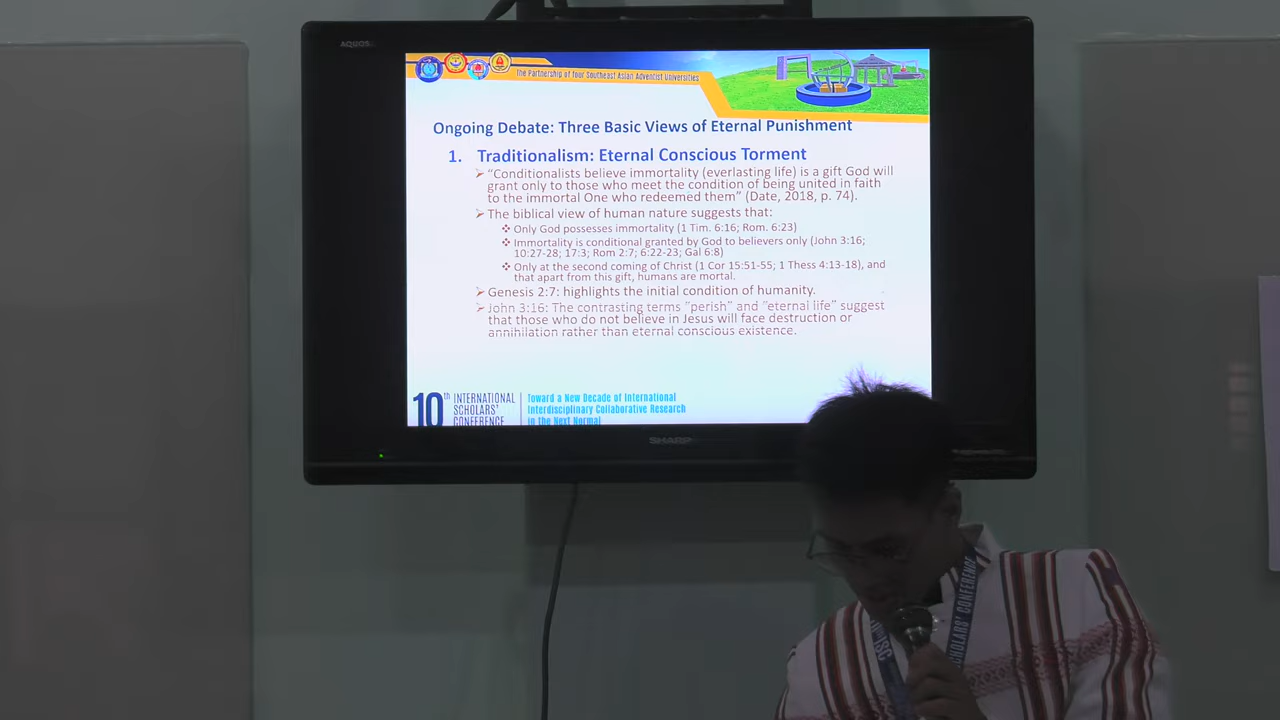 AQUOS
The Partnership of four Southeast Asian Adventist Universities
Ongoing Debate: Three Basic Views of Eternal Punishment
1. Traditionalism: Eternal Conscious Torment
➢ “Conditionalists believe immortality (everlasting life) is a gift God will
grant only to those who meet the condition of being united in faith
to the immortal One who redeemed them” (Date, 2018, p. 74).
➢ The biblical view of human nature suggests that:
❖ Only God possesses immortality (1 Tim. 6:16; Rom. 6:23)
❖ Immortality is conditional granted by God to believers only (John 3:16;
10:27-28; 17:3; Rom 2:7; 6:22-23; Gal 6:8)
❖ Only at the second coming of Christ (1 Cor 15:51-55; 1 Thess 4:13-18), and
that apart from this gift, humans are mortal.
➢ Genesis 2:7: highlights the initial condition of humanity.
➢ John 3:16: The contrasting terms “perish” and “eternal life” suggest
that those who do not believe in Jesus will face destruction or
annihilation rather than eternal conscious existence.
10th INTERNATIONAL
SCHOLARS’
CONFERENCE
Toward a New Decade of International
Interdisciplinary Collaborative Research
in the Next Normal
SHARP
SCHOLARS’ CONFERENCE